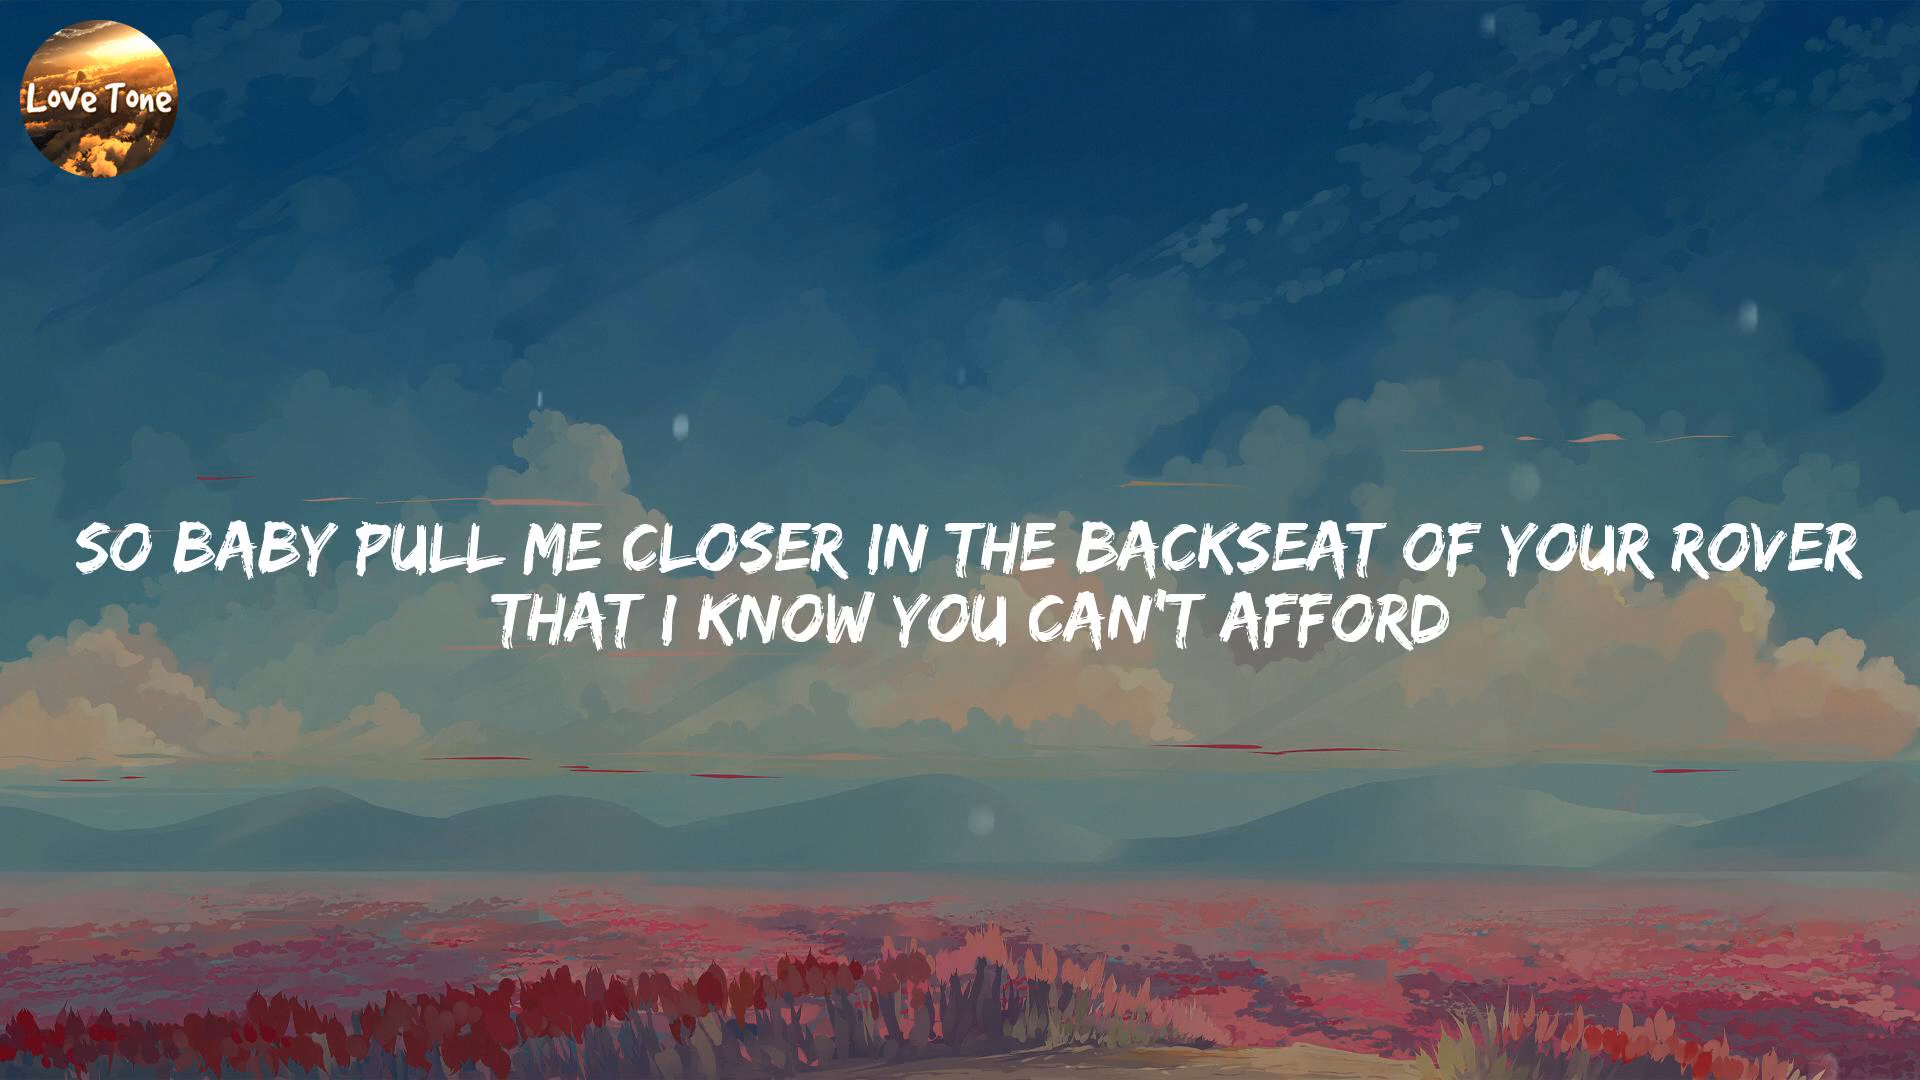 Love Tone
SO BABY PULL ME CLOSER IN THE BACKSEAT OF YOUR ROVER
THAT I KNOW YOU CAN'T AFFORD